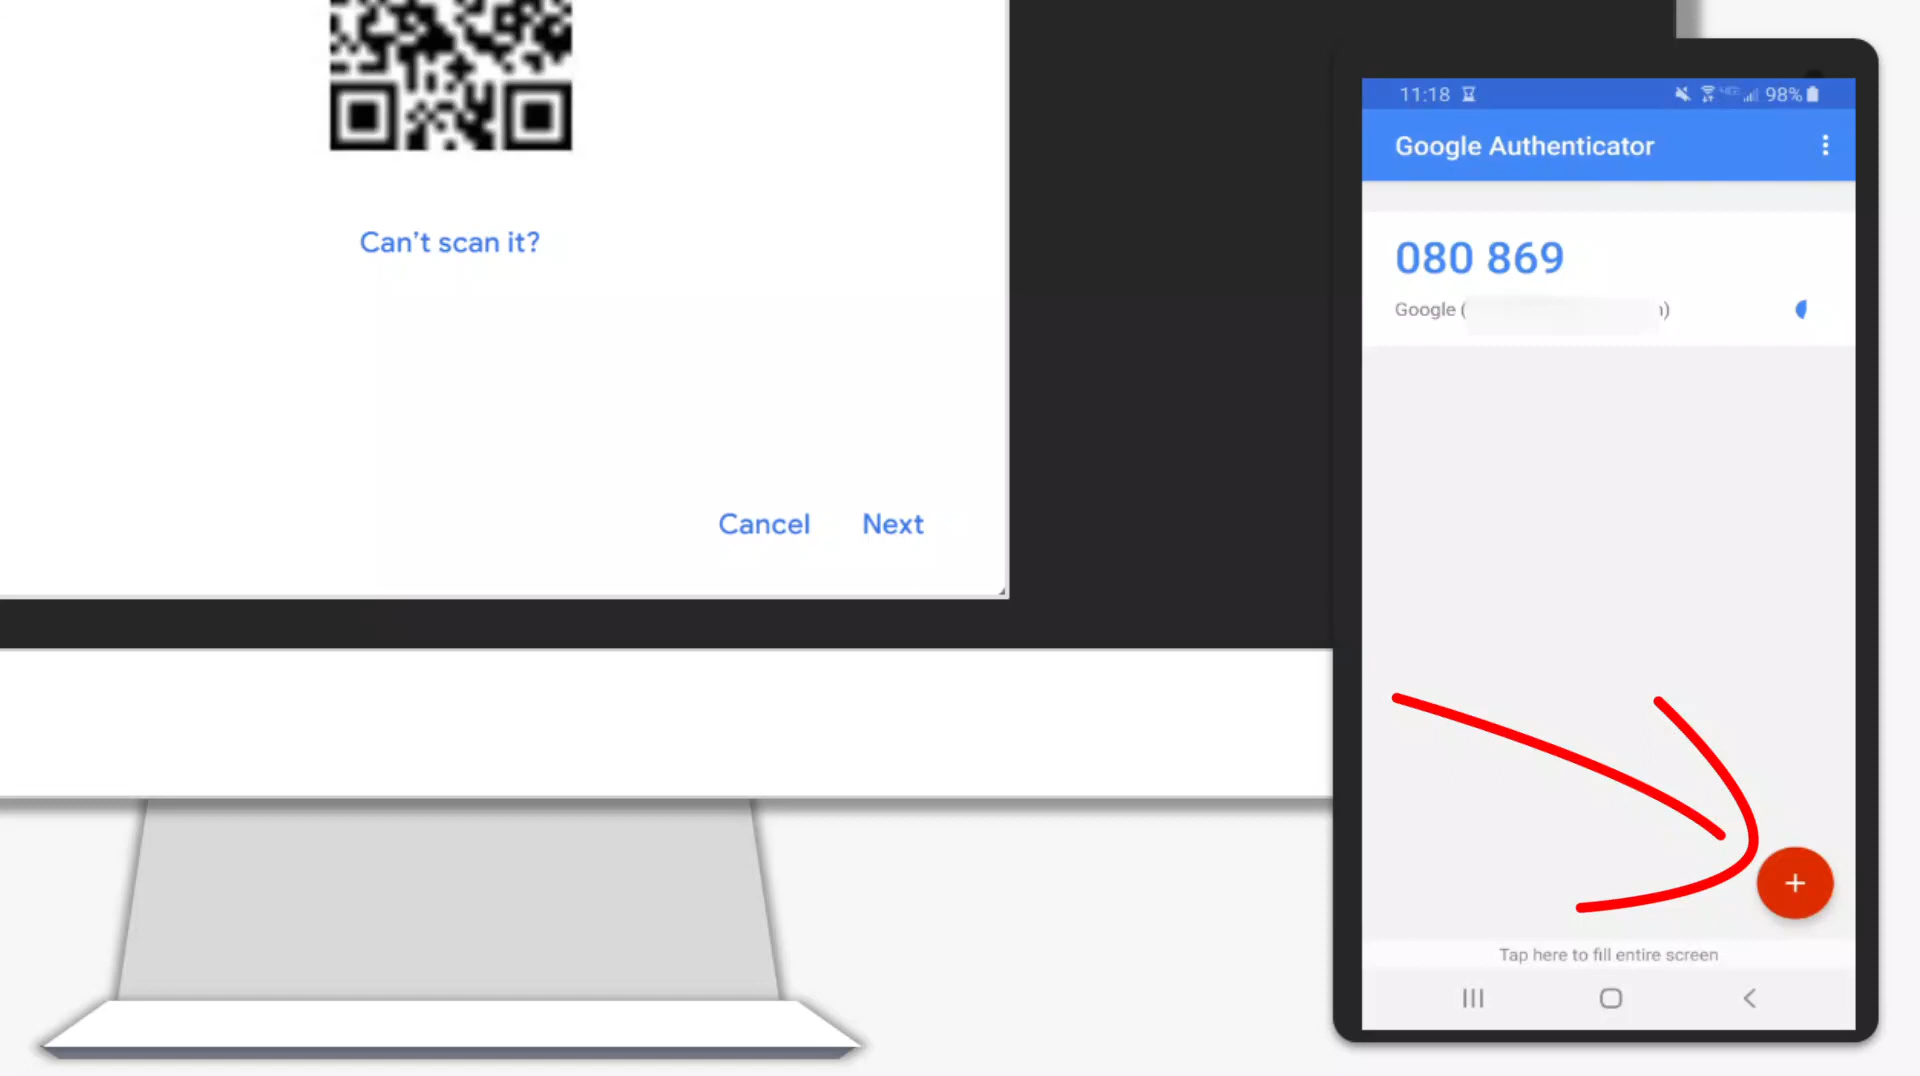 Can't scan it?
Cancel Next
11:18 98%
Google Authenticator
080 869
Google ( )
Tap here to fill entire screen